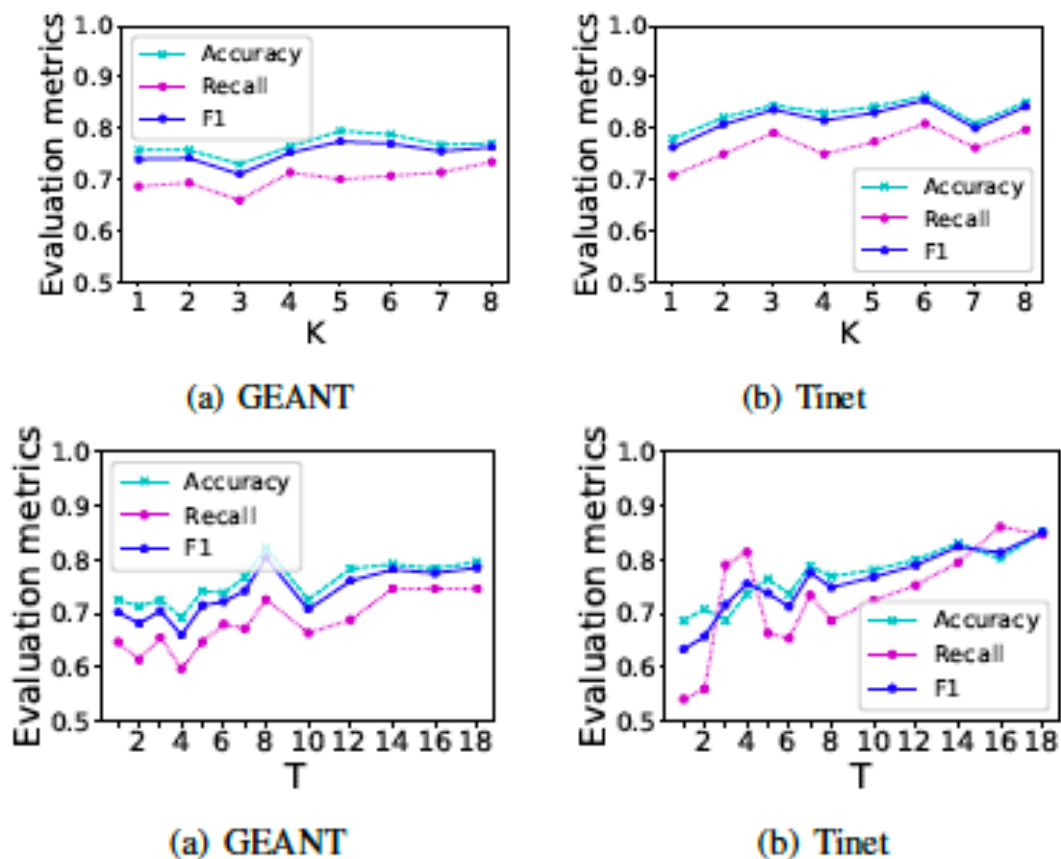 Evaluation metrics
1.0
0.9
0.8
0.7
0.6
0.5
Accuracy
Recall
F1
1 2 3 4 5 6 7 8
K
(a) GEANT
Evaluation metrics
1.0
0.9
0.8
0.7
0.6
0.5
Accuracy
Recall
F1
1 2 3 4 5 6 7 8
K
(b) Tinet
Evaluation metrics
1.0
0.9
0.8
0.7
0.6
0.5
Accuracy
Recall
F1
2 4 6 8 10 12 14 16 18
T
(a) GEANT
Evaluation metrics
1.0
0.9
0.8
0.7
0.6
0.5
Accuracy
Recall
F1
2 4 6 8 10 12 14 16 18
T
(b) Tinet